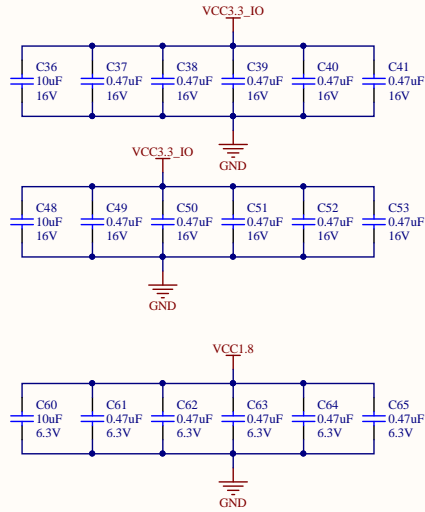 VCC3.3_IO
C36 C37 C38 C39 C40 C41
10uF 0.47uF 0.47uF 0.47uF 0.47uF 0.47uF
16V 16V 16V 16V 16V 16V
GND
VCC3.3_IO
C48 C49 C50 C51 C52 C53
10uF 0.47uF 0.47uF 0.47uF 0.47uF 0.47uF
16V 16V 16V 16V 16V 16V
GND
VCC1.8
C60 C61 C62 C63 C64 C65
10uF 0.47uF 0.47uF 0.47uF 0.47uF 0.47uF
6.3V 6.3V 6.3V 6.3V 6.3V 6.3V
GND